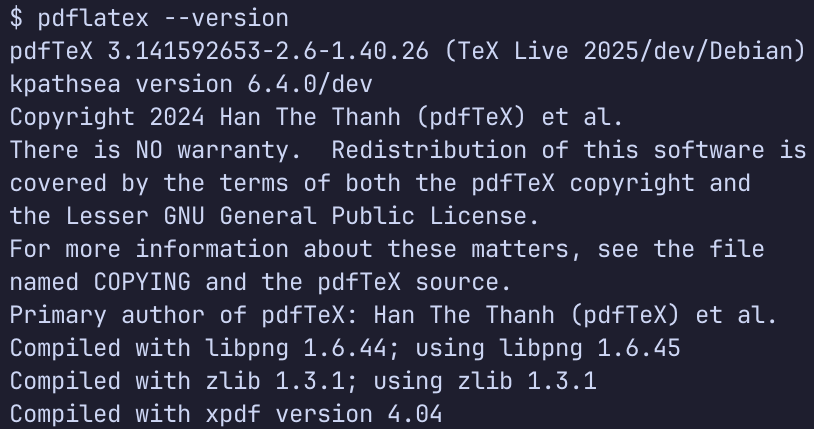 $ pdflatex --version
pdfTeX 3.141592653-2.6-1.40.26 (TeX Live 2025/dev/Debian)
kpathsea version 6.4.0/dev
Copyright 2024 Han The Thanh (pdfTeX) et al.
There is NO warranty.  Redistribution of this software is
covered by the terms of both the pdfTeX copyright and
the Lesser GNU General Public License.
For more information about these matters, see the file
named COPYING and the pdfTeX source.
Primary author of pdfTeX: Han The Thanh (pdfTeX) et al.
Compiled with libpng 1.6.44; using libpng 1.6.45
Compiled with zlib 1.3.1; using zlib 1.3.1
Compiled with xpdf version 4.04